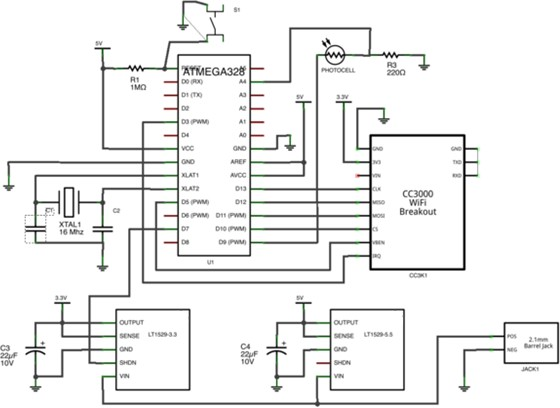 S1
5V
R1
1MΩ
RESET
ATMEGA328
A5
D0 (RX)
A4
D1 (TX)
A3
D2
A2
D3 (PWM)
A1
D4
A0
VCC
GND
GND
AREF
XLAT1
AVCC
XLAT2
D13
D5 (PWM)
D12
D6 (PWM)
D11 (PWM)
D7
D10 (PWM)
D8
D9 (PWM)
U1
C1
C2
XTAL1
16 Mhz
PHOTOCELL
R3
220Ω
5V
3.3V
GND
3V3
VIN
CLK
MISO
MOSI
CS
VBEN
IRQ
GND
TXD
RXD
CC3000
WiFi
Breakout
CC3K1
3.3V
C3
22µF
10V
+
OUTPUT
SENSE
GND
SHDN
VIN
LT1529-3.3
5V
C4
22µF
10V
+
OUTPUT
SENSE
GND
SHDN
VIN
LT1529-5.5
POS
NEG
2.1mm
Barrel Jack
JACK1